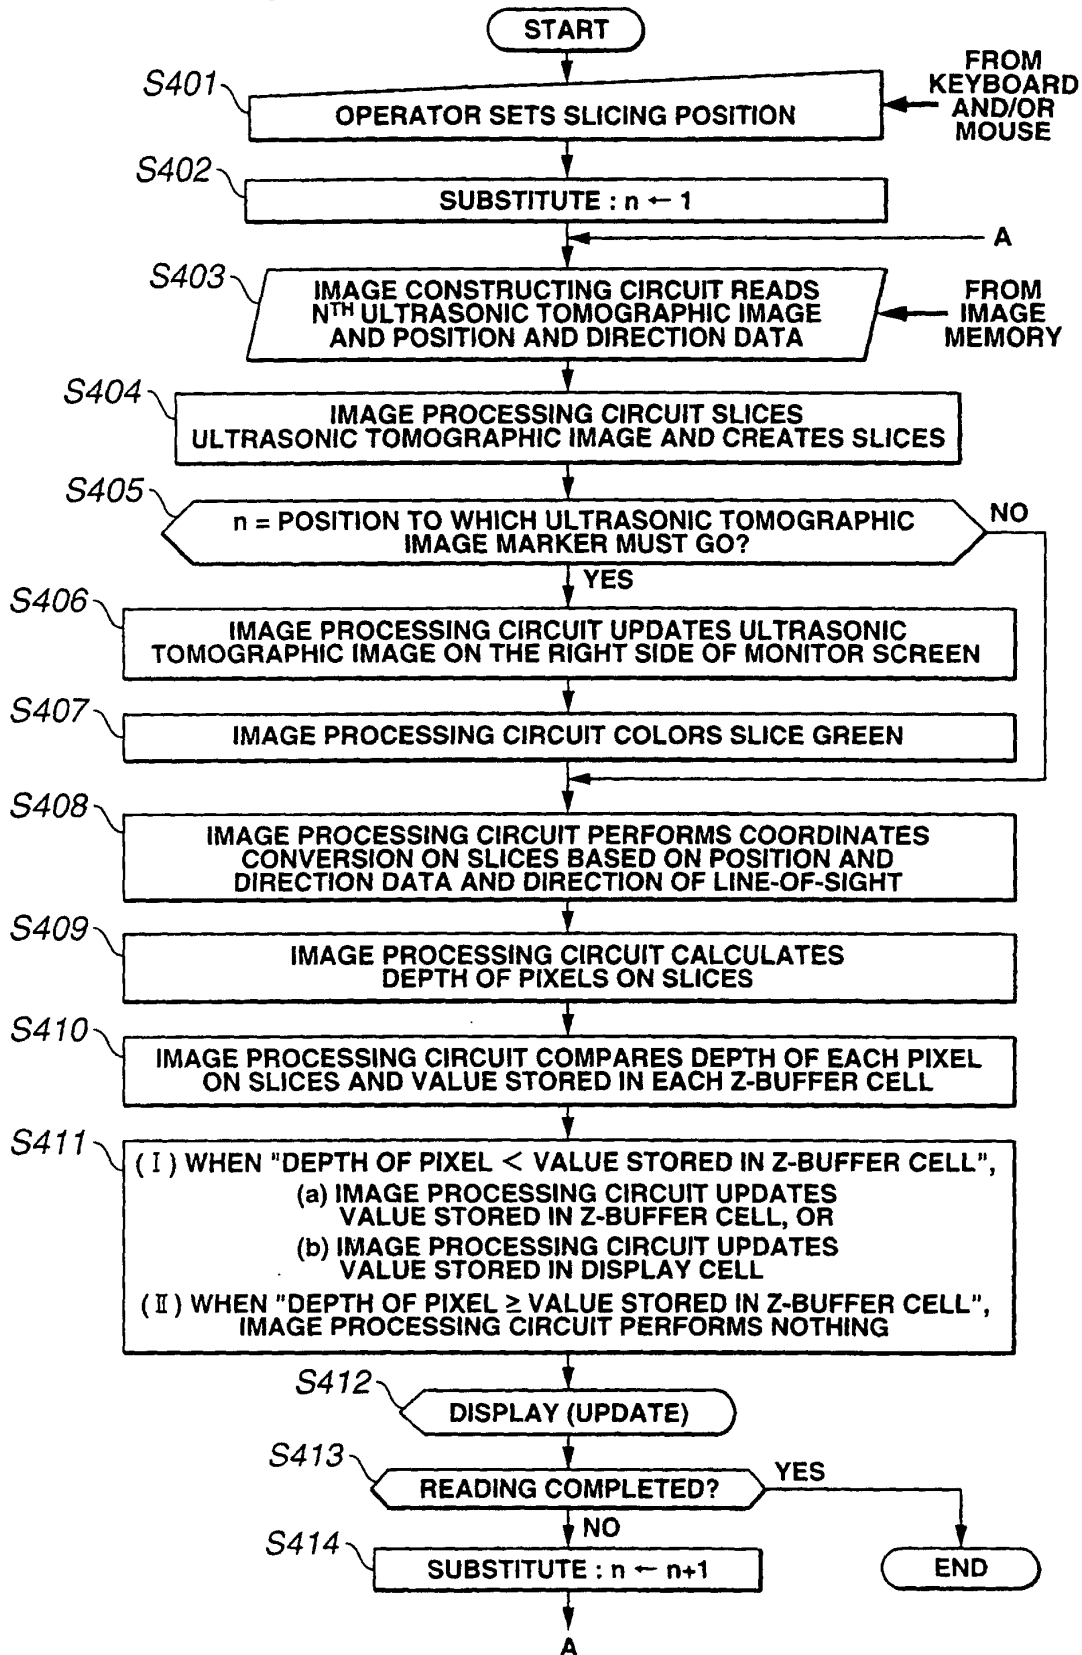 START
S401
OPERATOR SETS SLICING POSITION
FROM
KEYBOARD
AND/OR
MOUSE
S402
SUBSTITUTE : n ← 1
A
S403
IMAGE CONSTRUCTING CIRCUIT READS
NTH ULTRASONIC TOMOGRAPHIC IMAGE
AND POSITION AND DIRECTION DATA
FROM
IMAGE
MEMORY
S404
IMAGE PROCESSING CIRCUIT SLICES
ULTRASONIC TOMOGRAPHIC IMAGE AND CREATES SLICES
S405
n = POSITION TO WHICH ULTRASONIC TOMOGRAPHIC
IMAGE MARKER MUST GO?
NO
YES
S406
IMAGE PROCESSING CIRCUIT UPDATES ULTRASONIC
TOMOGRAPHIC IMAGE ON THE RIGHT SIDE OF MONITOR SCREEN
S407
IMAGE PROCESSING CIRCUIT COLORS SLICE GREEN
S408
IMAGE PROCESSING CIRCUIT PERFORMS COORDINATES
CONVERSION ON SLICES BASED ON POSITION AND
DIRECTION DATA AND DIRECTION OF LINE-OF-SIGHT
S409
IMAGE PROCESSING CIRCUIT CALCULATES
DEPTH OF PIXELS ON SLICES
S410
IMAGE PROCESSING CIRCUIT COMPARES DEPTH OF EACH PIXEL
ON SLICES AND VALUE STORED IN EACH Z-BUFFER CELL
S411
(Ⅰ) WHEN "DEPTH OF PIXEL < VALUE STORED IN Z-BUFFER CELL",
(a) IMAGE PROCESSING CIRCUIT UPDATES
VALUE STORED IN Z-BUFFER CELL, OR
(b) IMAGE PROCESSING CIRCUIT UPDATES
VALUE STORED IN DISPLAY CELL
(Ⅱ) WHEN "DEPTH OF PIXEL ≥ VALUE STORED IN Z-BUFFER CELL",
IMAGE PROCESSING CIRCUIT PERFORMS NOTHING
S412
DISPLAY (UPDATE)
S413
READING COMPLETED?
YES
NO
S414
SUBSTITUTE : n ← n+1
END
A